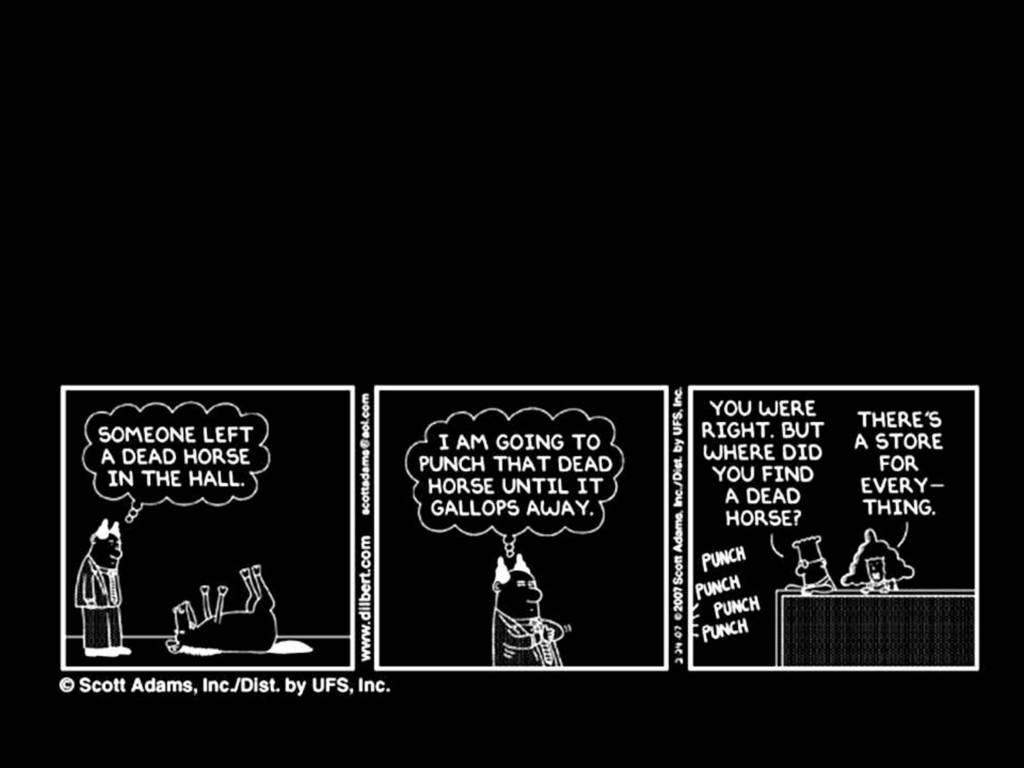 SOMEONE LEFT
A DEAD HORSE
IN THE HALL.
www.dilbert.com scottadams@aol.com
I AM GOING TO
PUNCH THAT DEAD
HORSE UNTIL IT
GALLOPS AWAY.
2-24-07 © 2007 Scott Adams, Inc./Dist. by UFS, Inc.
YOU WERE
RIGHT. BUT
WHERE DID
YOU FIND
A DEAD
HORSE?
THERE'S
A STORE
FOR
EVERY-
THING.
PUNCH
PUNCH
PUNCH
PUNCH
© Scott Adams, Inc./Dist. by UFS, Inc.